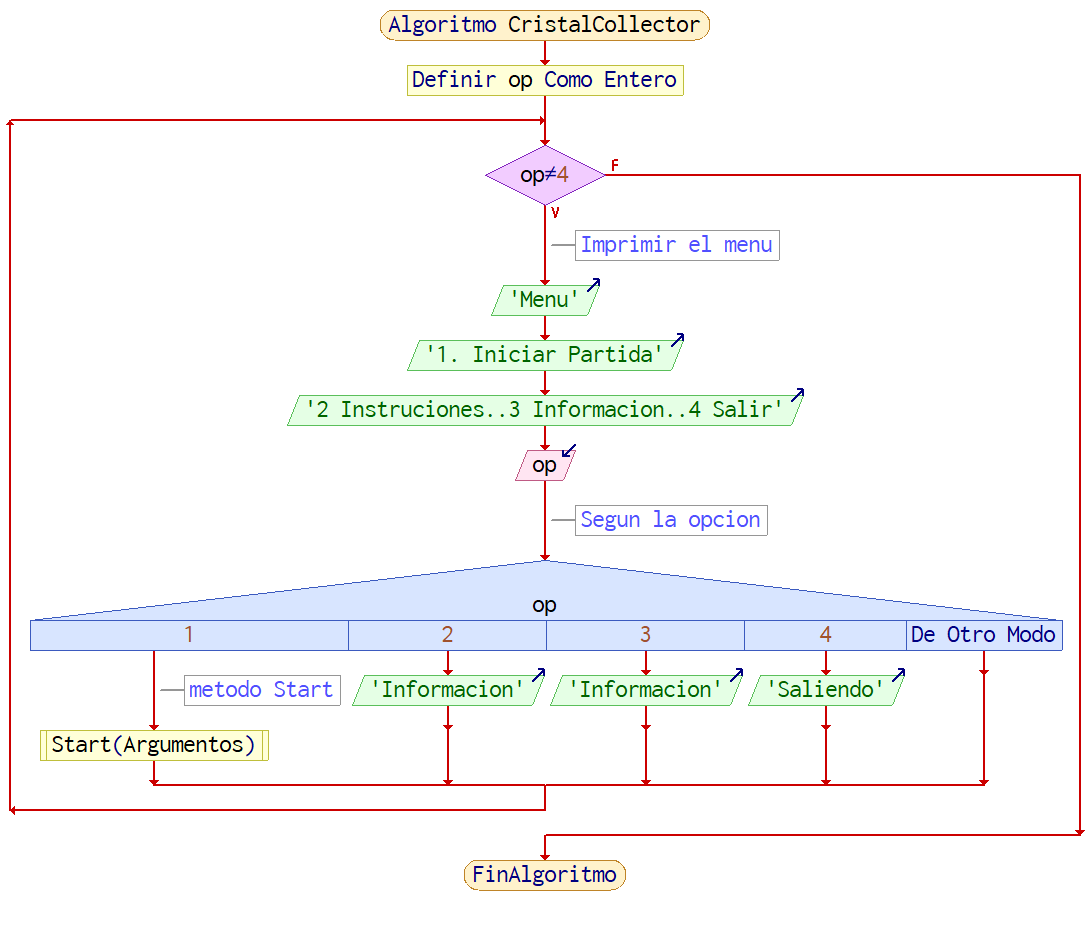 Algoritmo CristalCollector
Definir op Como Entero
op≠4
F
V
Imprimir el menu
'Menu'
'1. Iniciar Partida'
'2 Instruciones..3 Informacion..4 Salir'
op
Segun la opcion
op
1 2 3 4 De Otro Modo
metodo Start 'Informacion' 'Informacion' 'Saliendo'
Start(Argumentos)
FinAlgoritmo